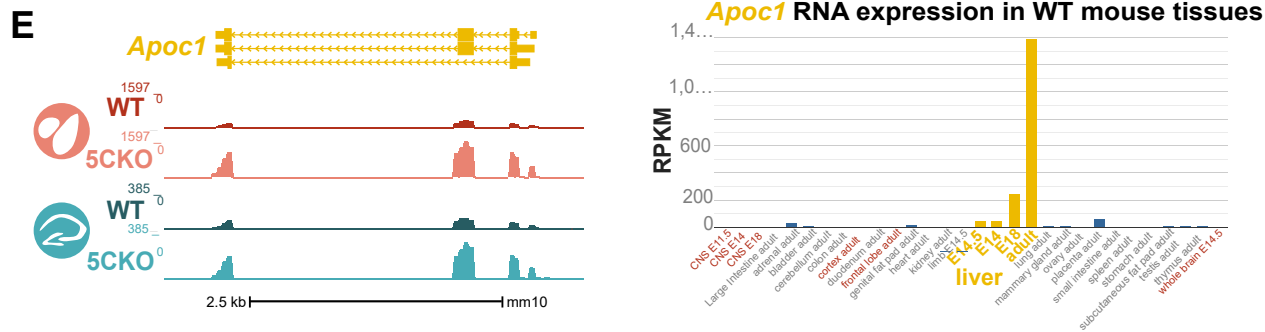 E
Apoc1
1597
0
WT
1597
0
5CKO
385
0
WT
385
0
5CKO
2.5 kb
mm10
Apoc1 RNA expression in WT mouse tissues
RPKM
1,4…
1,0…
600
200
0
CNS E11.5
CNS E14
CNS E18
Large Intestine adult
adrenal adult
bladder adult
cerebellum adult
colon adult
cortex adult
duodenum adult
frontal lobe adult
genital fat pad adult
heart adult
kidney adult
limb E14.5
E14.5
E14
E18
adult
liver
lung adult
mammary gland adult
ovary adult
placenta adult
small intestine adult
spleen adult
stomach adult
subcutaneous fat pad adult
testis adult
thymus adult
whole brain E14.5